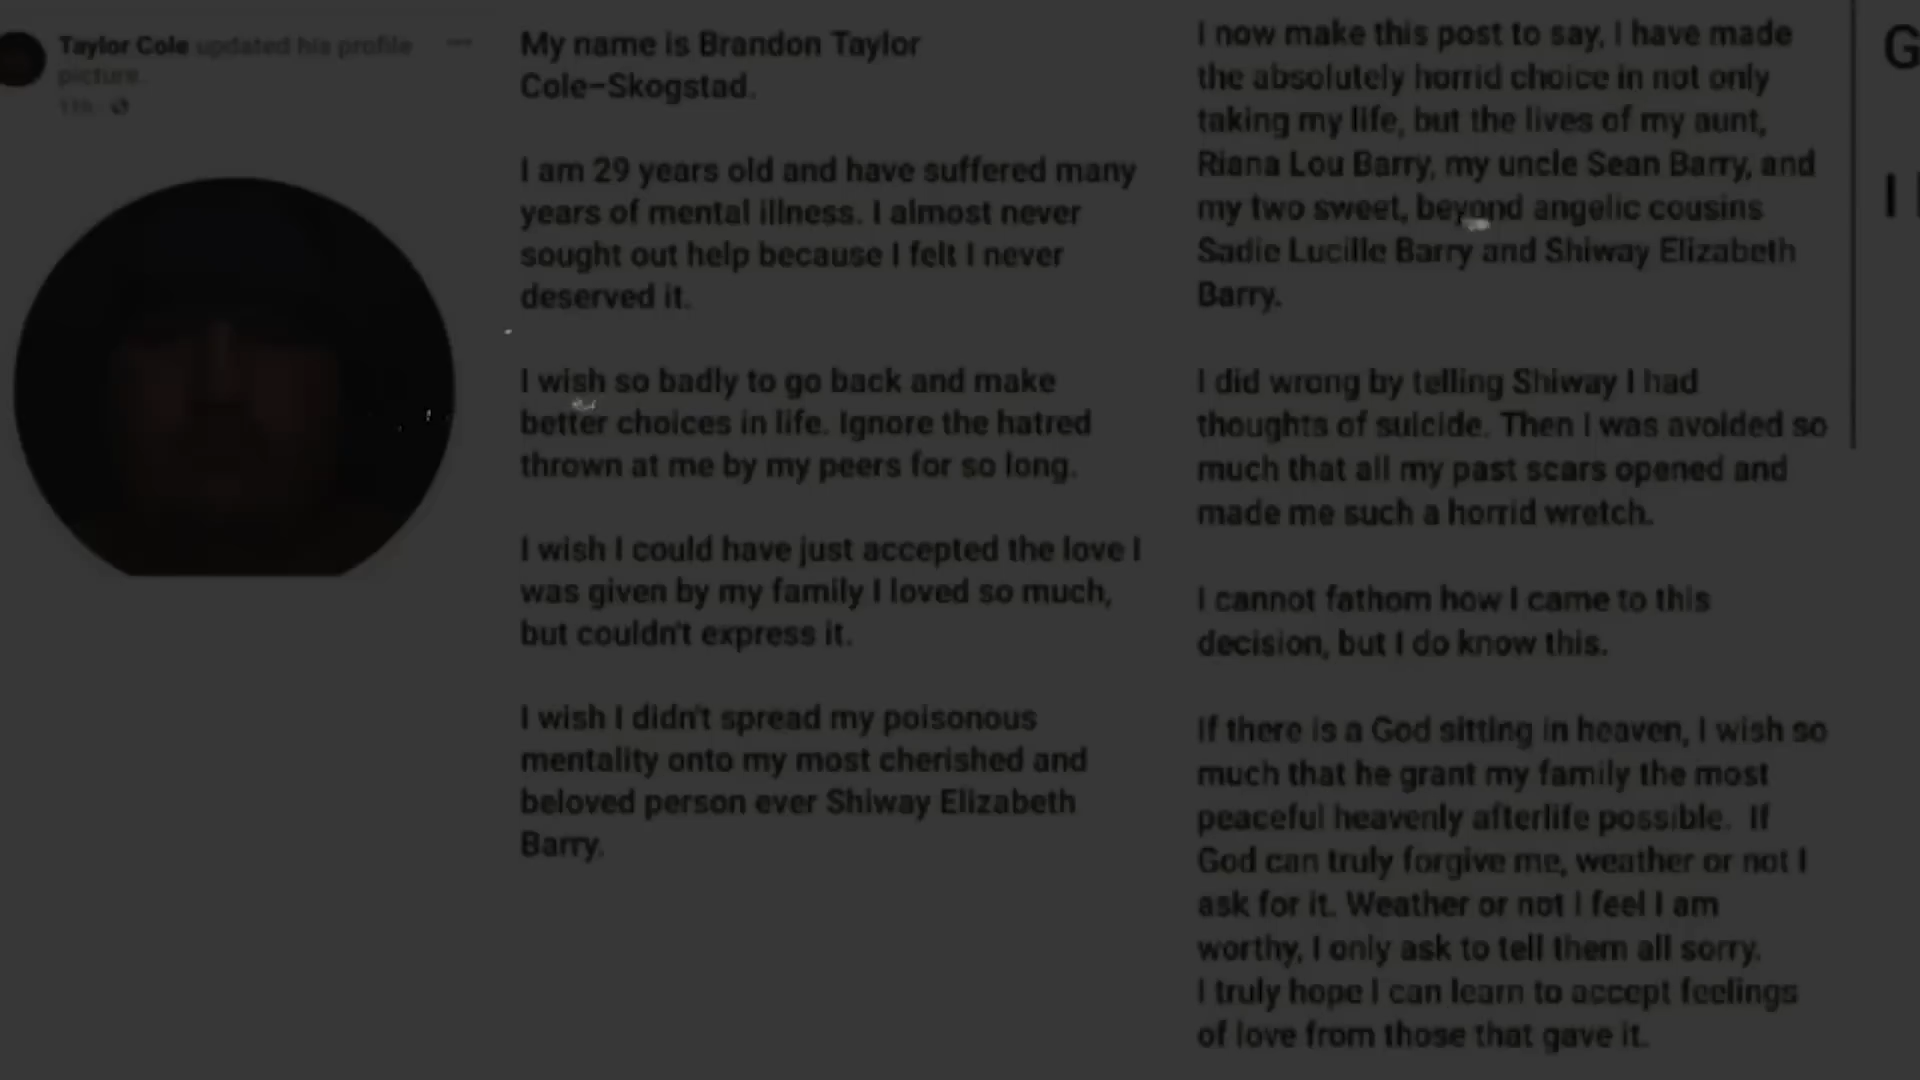 Taylor Cole updated his profile
picture.
11h
My name is Brandon Taylor
Cole-Skogstad.
I am 29 years old and have suffered many
years of mental illness. I almost never
sought out help because I felt I never
deserved it.
I wish so badly to go back and make
better choices in life. Ignore the hatred
thrown at me by my peers for so long.
I wish I could have just accepted the love I
was given by my family I loved so much,
but couldn't express it.
I wish I didn't spread my poisonous
mentality onto my most cherished and
beloved person ever Shiway Elizabeth
Barry.
I now make this post to say, I have made
the absolutely horrid choice in not only
taking my life, but the lives of my aunt,
Riana Lou Barry, my uncle Sean Barry, and
my two sweet, beyond angelic cousins
Sadie Lucille Barry and Shiway Elizabeth
Barry.
I did wrong by telling Shiway I had
thoughts of suicide. Then I was avoided so
much that all my past scars opened and
made me such a horrid wretch.
I cannot fathom how I came to this
decision, but I do know this.
If there is a God sitting in heaven, I wish so
much that he grant my family the most
peaceful heavenly afterlife possible. If
God can truly forgive me, weather or not I
ask for it. Weather or not I feel I am
worthy, I only ask to tell them all sorry.
I truly hope I can learn to accept feelings
of love from those that gave it.
G
I